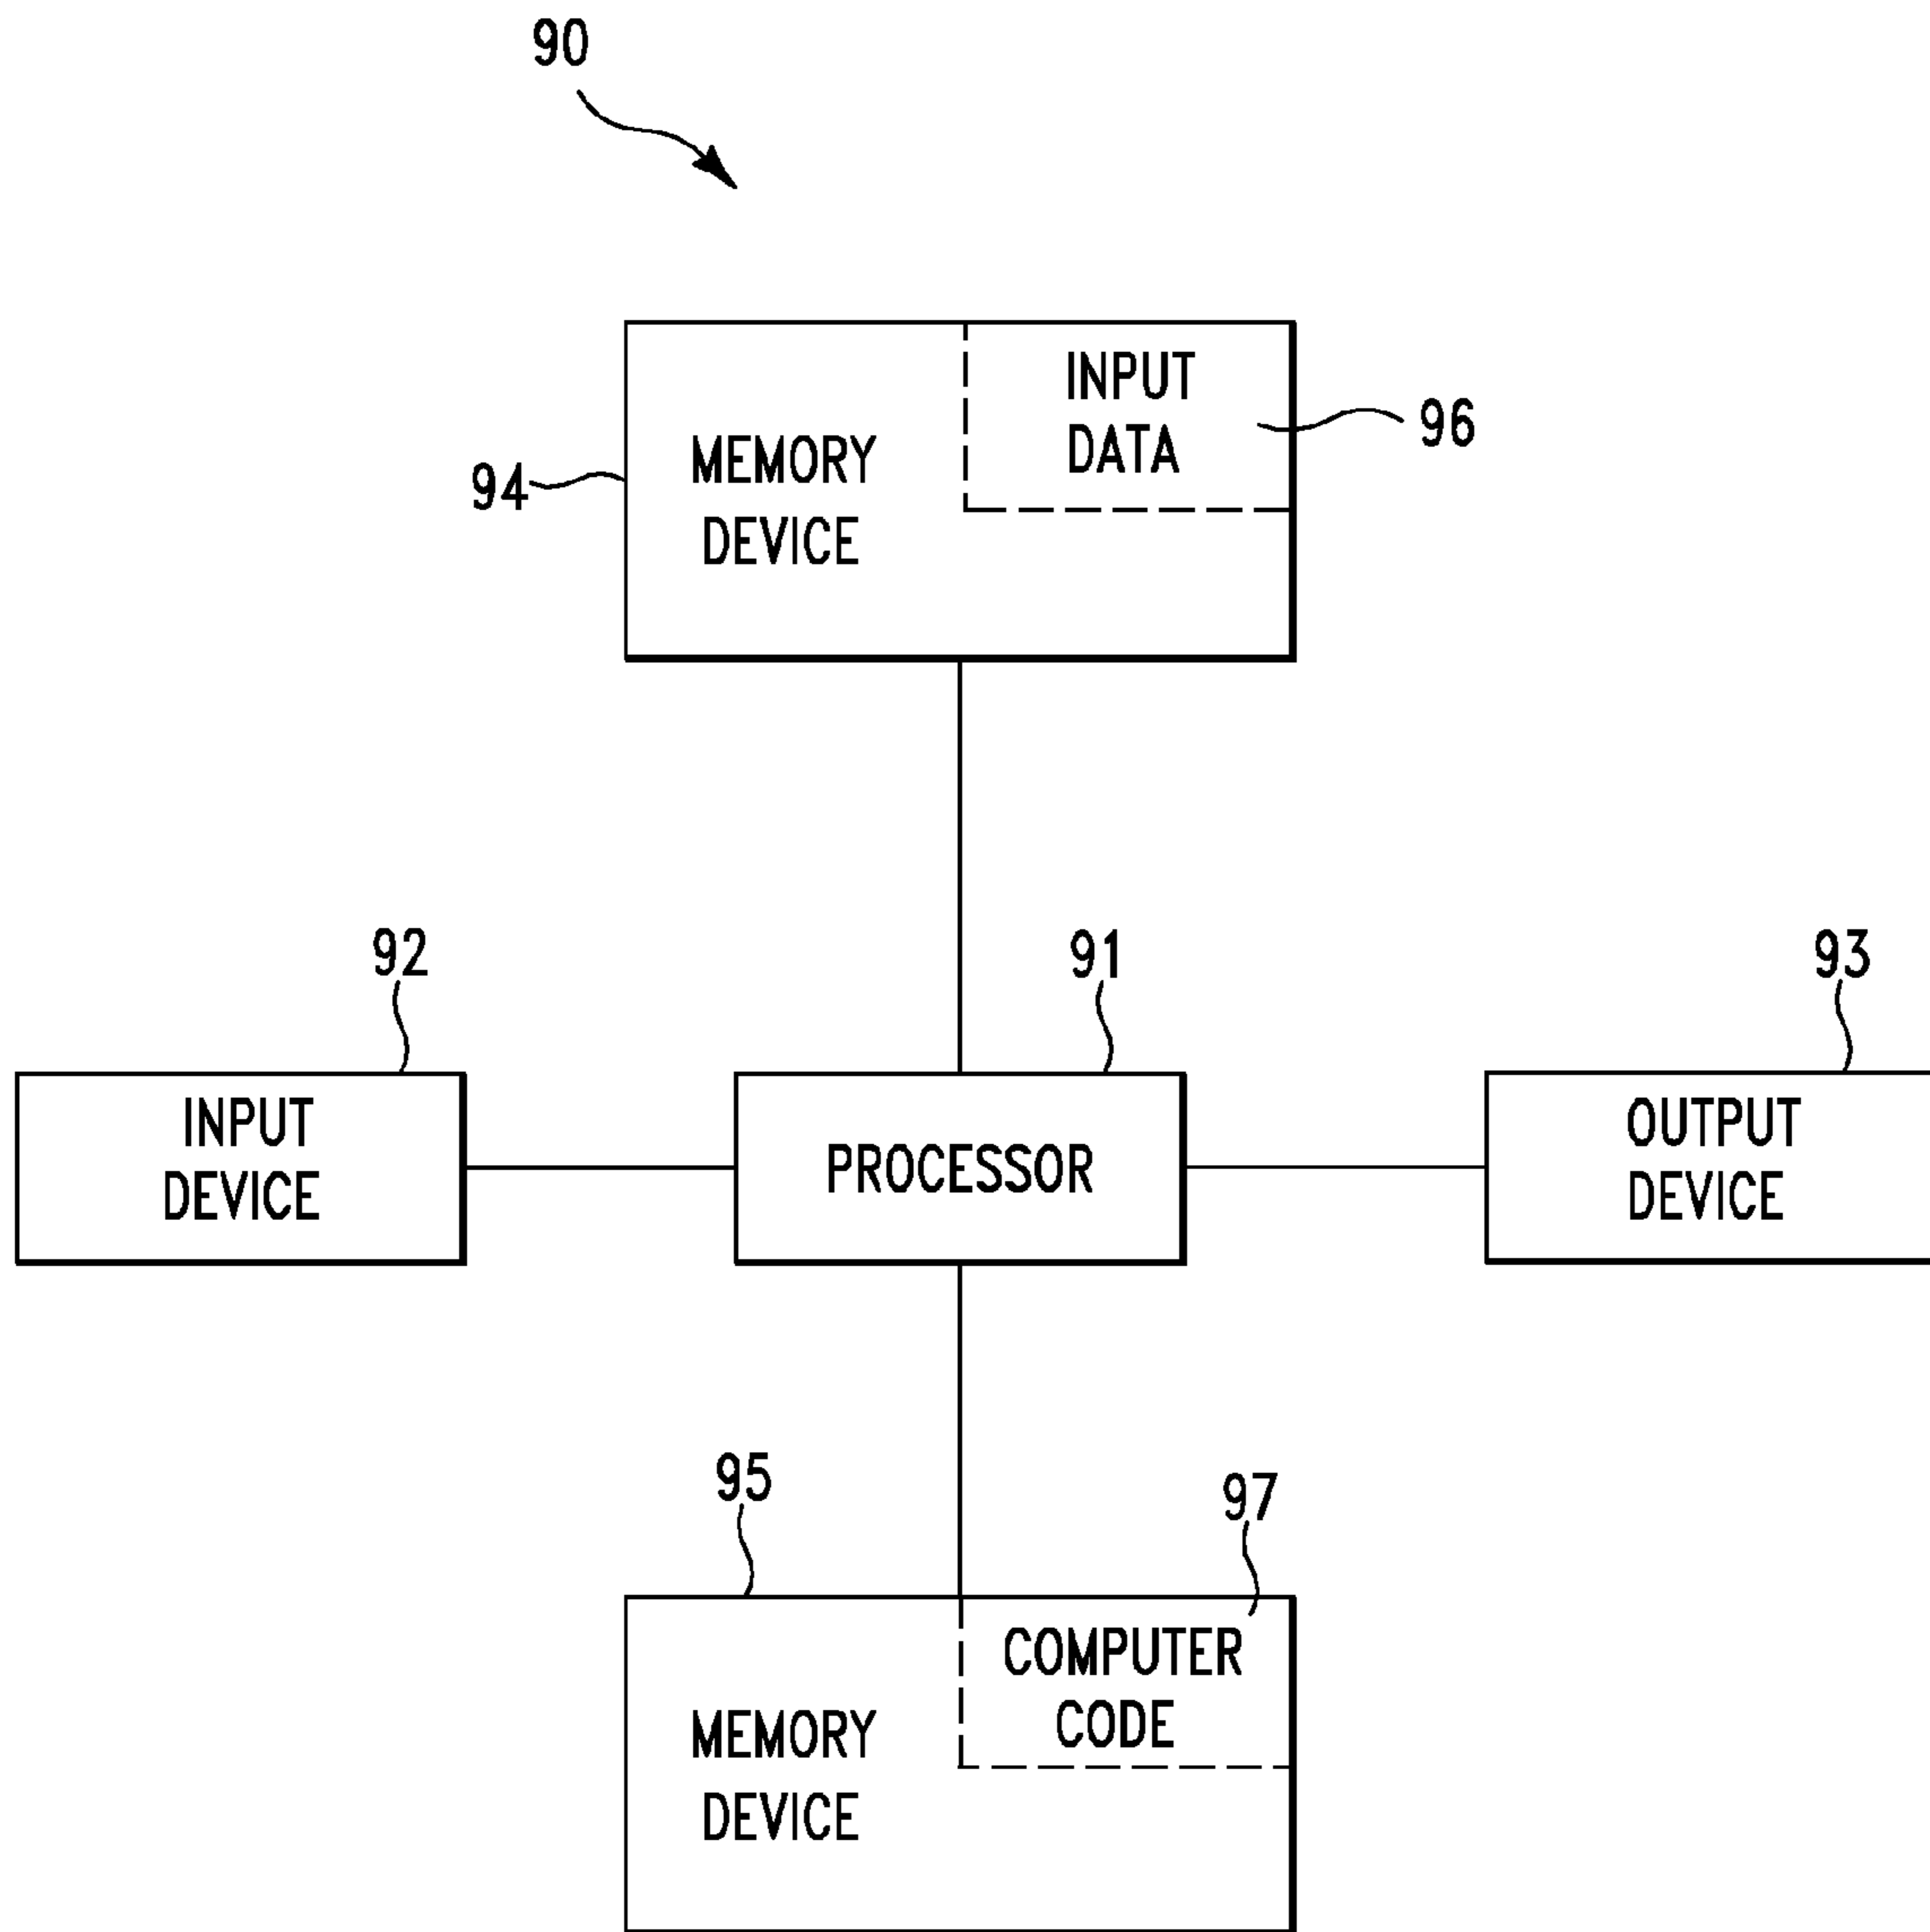 90
INPUT
DATA
96
MEMORY
DEVICE
94
92
91
93
INPUT
DEVICE
PROCESSOR
OUTPUT
DEVICE
95
97
COMPUTER
CODE
MEMORY
DEVICE